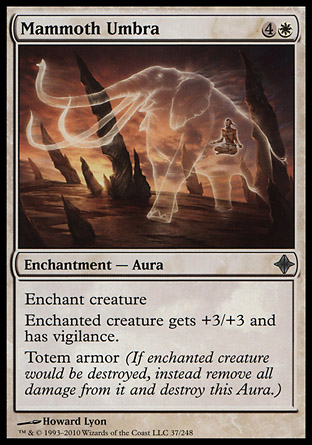 Mammoth Umbra 4
Enchantment — Aura
Enchant creature
Enchanted creature gets +3/+3 and
has vigilance.
Totem armor (If enchanted creature
would be destroyed, instead remove all
damage from it and destroy this Aura.)
Howard Lyon
™ & © 1993–2010 Wizards of the Coast LLC 37/248